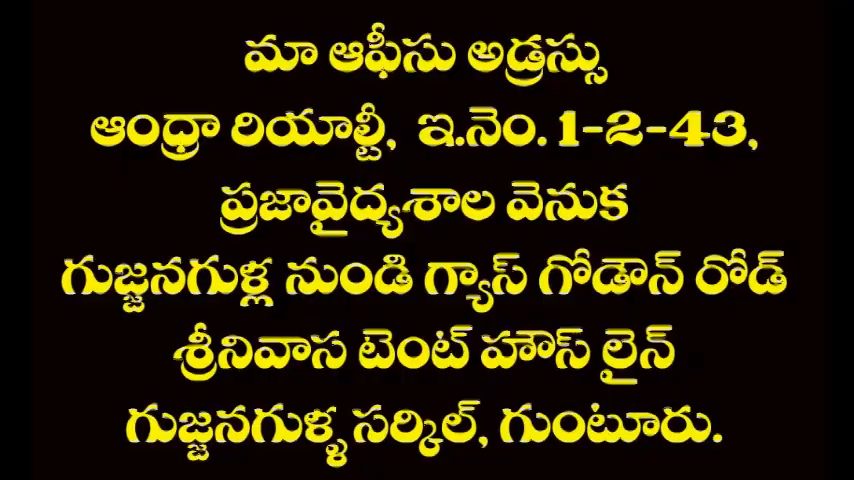 మా ఆఫీసు అడ్రస్సు
ఆంధ్రా రియాల్టీ, ఇ.నెం. 1-2-43,
ప్రజావైద్యశాల వెనుక
గుజ్జనగుళ్ల నుండి గ్యాస్ గోడౌన్ రోడ్
శ్రీనివాస టెంట్ హౌస్ లైన్
గుజ్జనగుళ్ళ సర్కిల్, గుంటూరు.